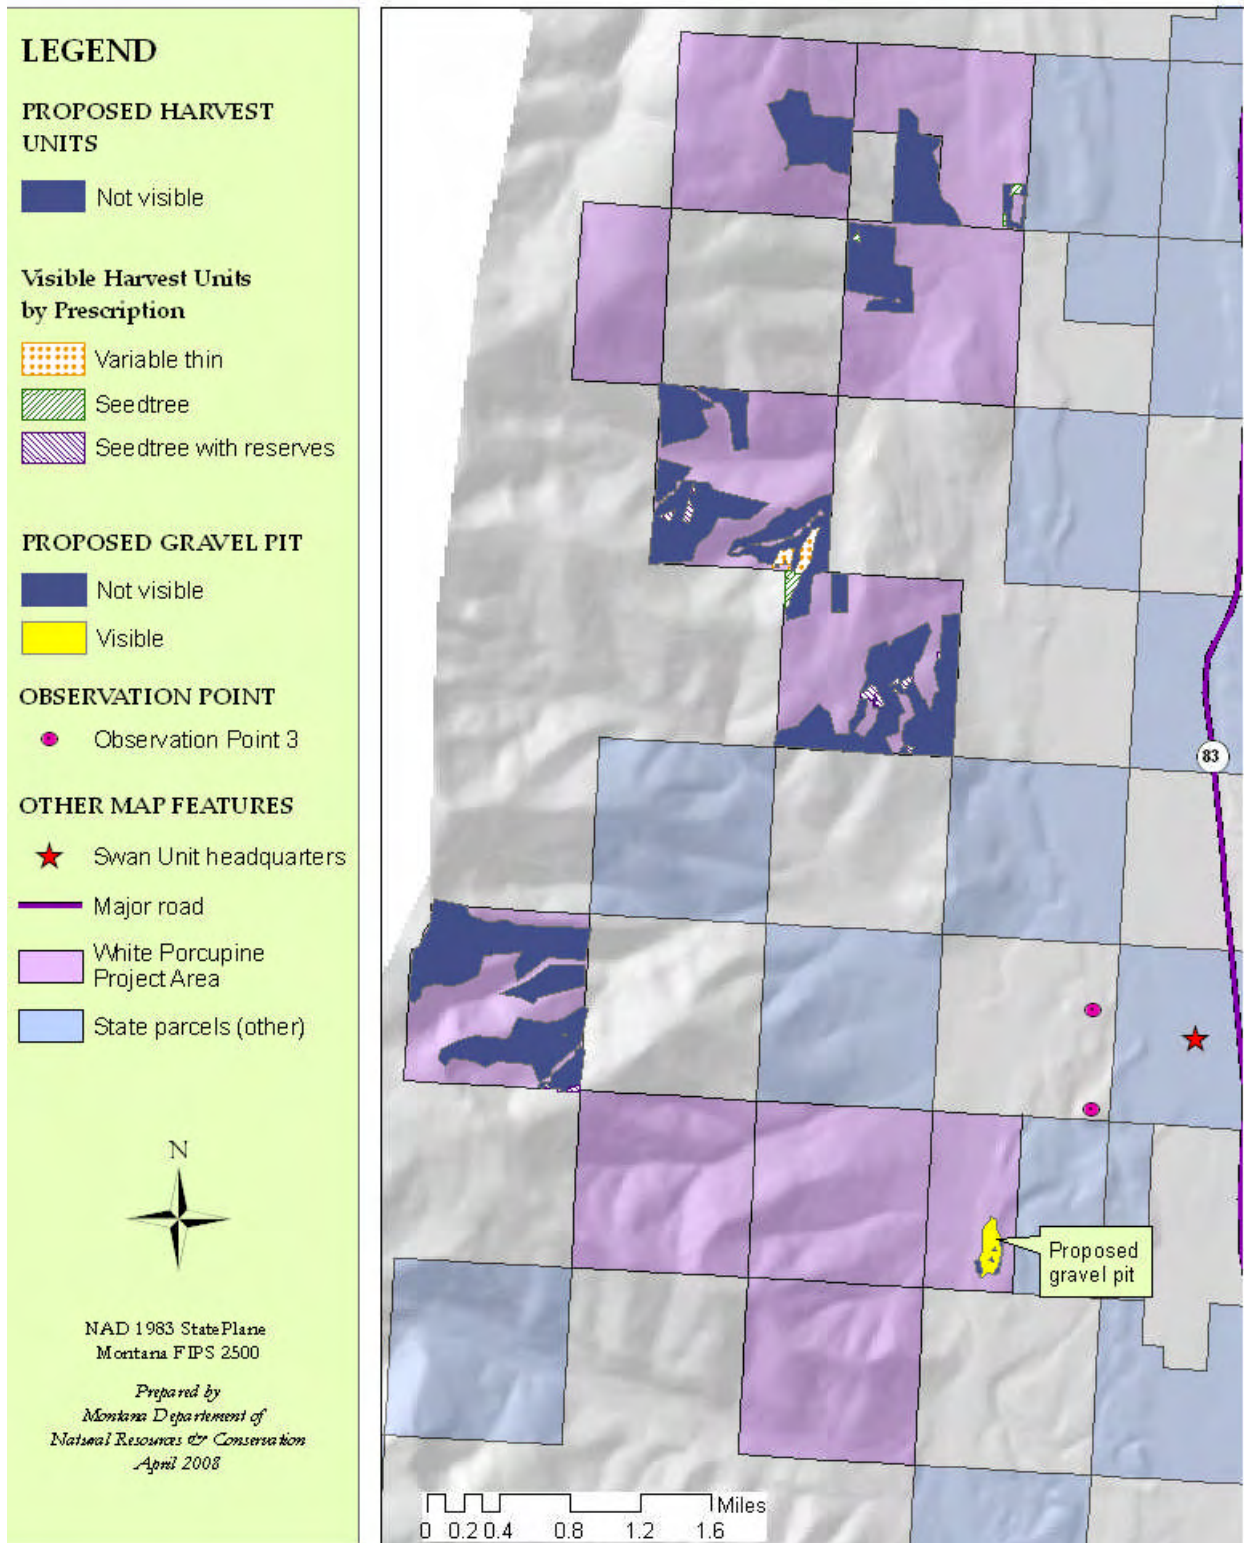 LEGEND
PROPOSED HARVEST
UNITS
Not visible
Visible Harvest Units
by Prescription
Variable thin
Seedtree
Seedtree with reserves
PROPOSED GRAVEL PIT
Not visible
Visible
OBSERVATION POINT
Observation Point 3
OTHER MAP FEATURES
Swan Unit headquarters
Major road
White Porcupine
Project Area
State parcels (other)
N
NAD 1983 StatePlane
Montana FIPS 2500
Prepared by
Montana Departement of
Natural Resources & Conservation
April 2008
83
Proposed
gravel pit
Miles
0 0.2 0.4 0.8 1.2 1.6